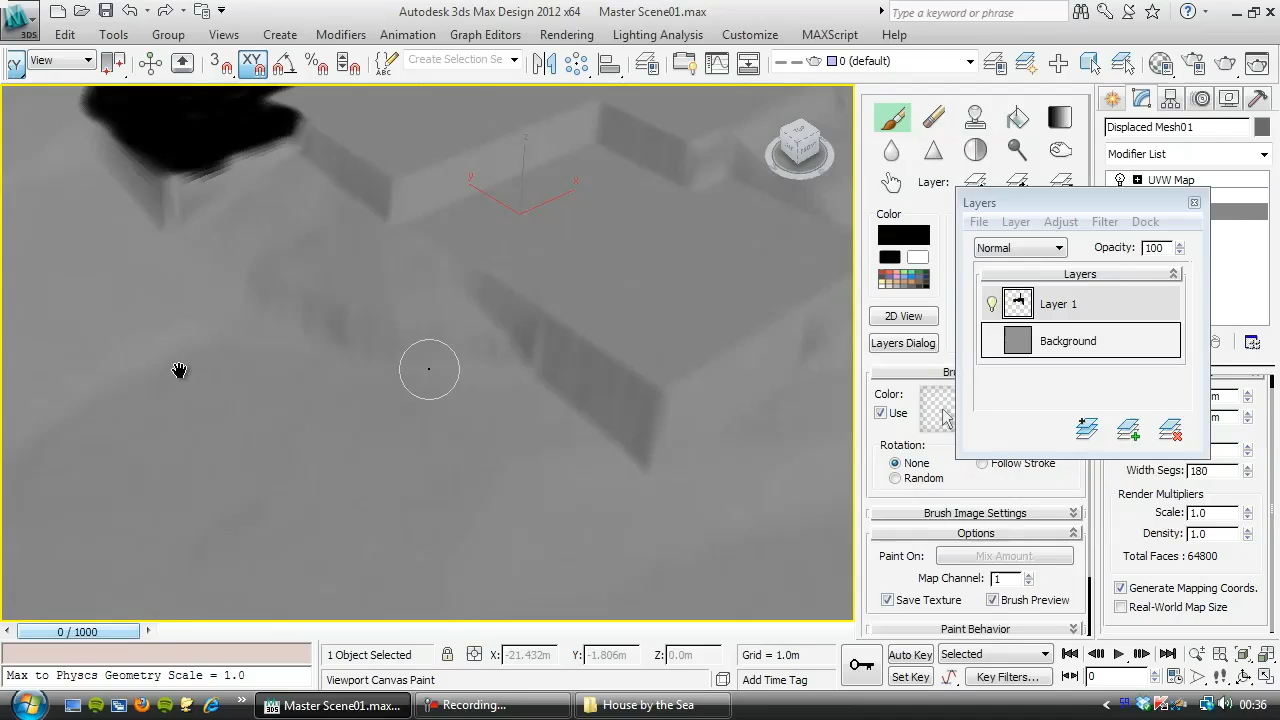 Autodesk 3ds Max Design 2012 x64 Master Scene01.max
Type a keyword or phrase
3DS
Edit Tools Group Views Create Modifiers Animation Graph Editors Rendering Lighting Analysis Customize MAXScript Help
View
3
XY
Create Selection Se
0 (default)
z
y
x
TOP
Displaced Mesh01
Modifier List
UVW Map
Layer:
Color
2D View
Layers Dialog
Layers
File Layer Adjust Filter Dock
Normal
Opacity: 100
Layers
Layer 1
Background
Color:
Use
Rotation:
None
Follow Stroke
Random
Brush Image Settings
Options
Paint On: Mix Amount
Map Channel: 1
Save Texture Brush Preview
Paint Behavior
Width Segs: 180
Render Multipliers
Scale: 1.0
Density: 1.0
Total Faces : 64800
Generate Mapping Coords.
Real-World Map Size
0 / 1000
1 Object Selected
X: -21.432m
Y: -1.806m
Z: 0.0m
Grid = 1.0m
Auto Key
Selected
Max to Physcs Geometry Scale = 1.0
Viewport Canvas Paint
Add Time Tag
Set Key
Key Filters...
0
Master Scene01.max...
Recording...
House by the Sea
59
00:36